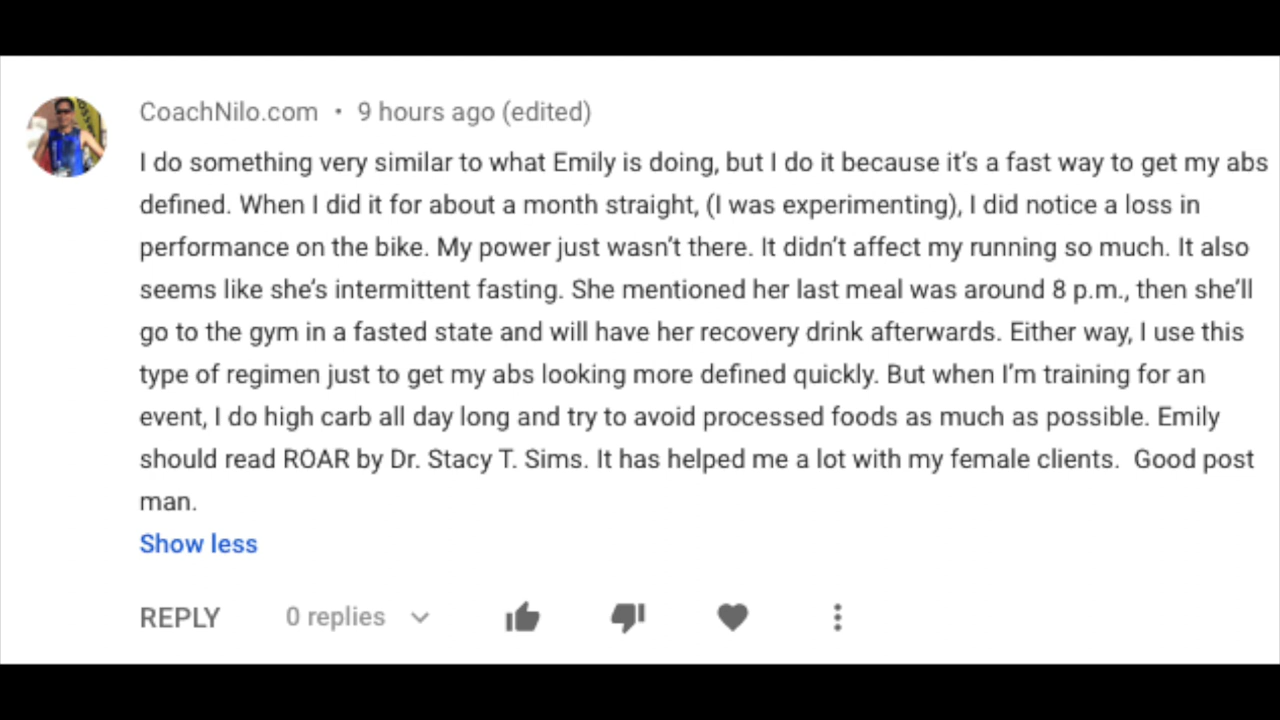 CoachNilo.com • 9 hours ago (edited)
I do something very similar to what Emily is doing, but I do it because it's a fast way to get my abs
defined. When I did it for about a month straight, (I was experimenting), I did notice a loss in
performance on the bike. My power just wasn't there. It didn't affect my running so much. It also
seems like she's intermittent fasting. She mentioned her last meal was around 8 p.m., then she'll
go to the gym in a fasted state and will have her recovery drink afterwards. Either way, I use this
type of regimen just to get my abs looking more defined quickly. But when I'm training for an
event, I do high carb all day long and try to avoid processed foods as much as possible. Emily
should read ROAR by Dr. Stacy T. Sims. It has helped me a lot with my female clients.  Good post
man.
Show less
REPLY 0 replies